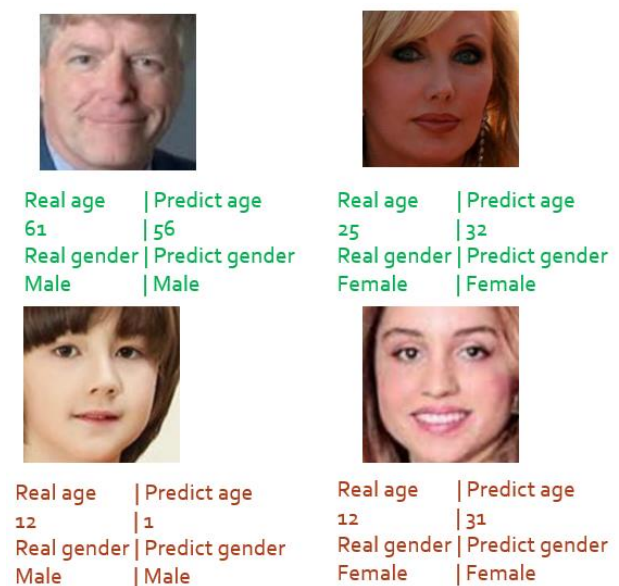 Real age | Predict age
61 | 56
Real gender | Predict gender
Male | Male
Real age | Predict age
25 | 32
Real gender | Predict gender
Female | Female
Real age | Predict age
12 | 1
Real gender | Predict gender
Male | Male
Real age | Predict age
12 | 31
Real gender | Predict gender
Female | Female